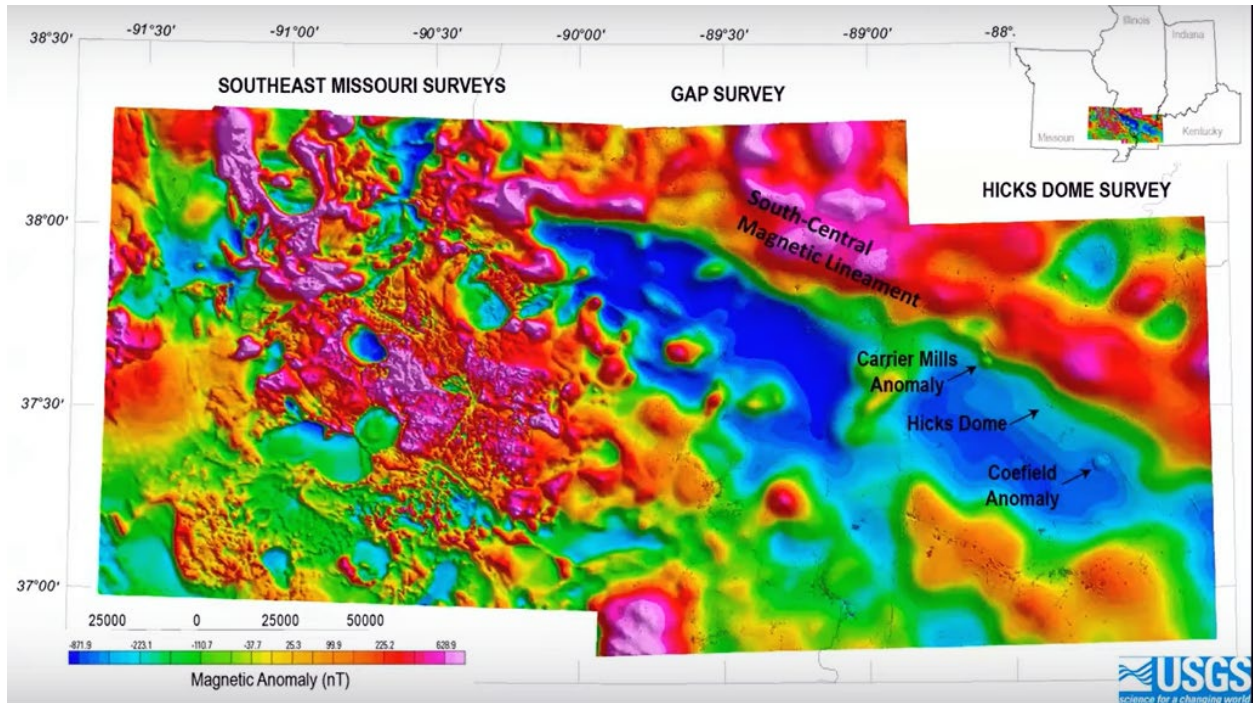 -91°30' -91°00' -90°30' -90°00' -89°30' -89°00' -88°
38°30'
Illinois
Indiana
SOUTHEAST MISSOURI SURVEYS
GAP SURVEY
Missouri
Kentucky
HICKS DOME SURVEY
38°00'
South-Central
Magnetic Lineament
Carrier Mills
Anomaly
37°30'
Hicks Dome
Coefield
Anomaly
37°00'
25000 0 25000 50000
-871.9 -223.1 -110.7 -37.7 25.3 99.9 225.2 628.9
Magnetic Anomaly (nT)
USGS
science for a changing world